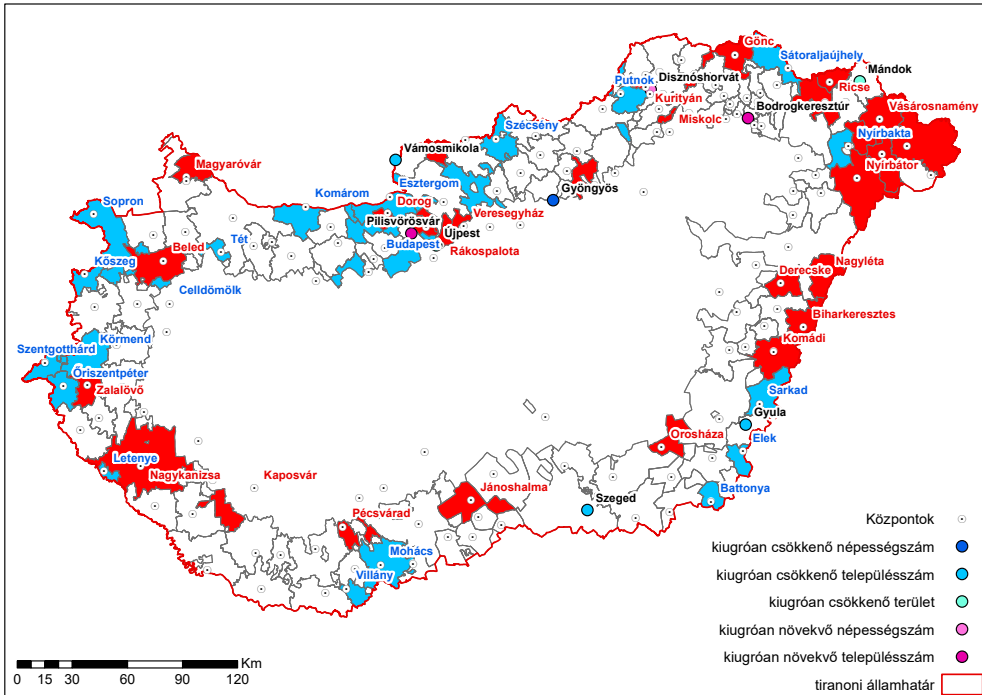 Gönc
Sátoraljaújhely
Putnok
Disznóshorvát
Mándok
Ricse
Kurityán
Bodrogkeresztúr
Vásárosnamény
Miskolc
Szécsény
Nyírbakta
Vámosmikola
Nyírbátor
Magyaróvár
Esztergom
Gyöngyös
Komárom
Dorog
Sopron
Pilisvörösvár
Veresegyház
Újpest
Tét
Budapest
Rákospalota
Beled
Kőszeg
Nagyléta
Derecske
Celldömölk
Biharkeresztes
Körmend
Komádi
Szentgotthárd
Őriszentpéter
Zalalövő
Sarkad
Gyula
Orosháza
Elek
Letenye
Nagykanizsa
Kaposvár
Jánoshalma
Battonya
Szeged
Pécsvárad
Mohács
Villány
Központok
kiugróan csökkenő népességszám
kiugróan csökkenő településszám
kiugróan csökkenő terület
kiugróan növekvő népességszám
kiugróan növekvő településszám
tiranoni államhatár
Km
0 15 30 60 90 120